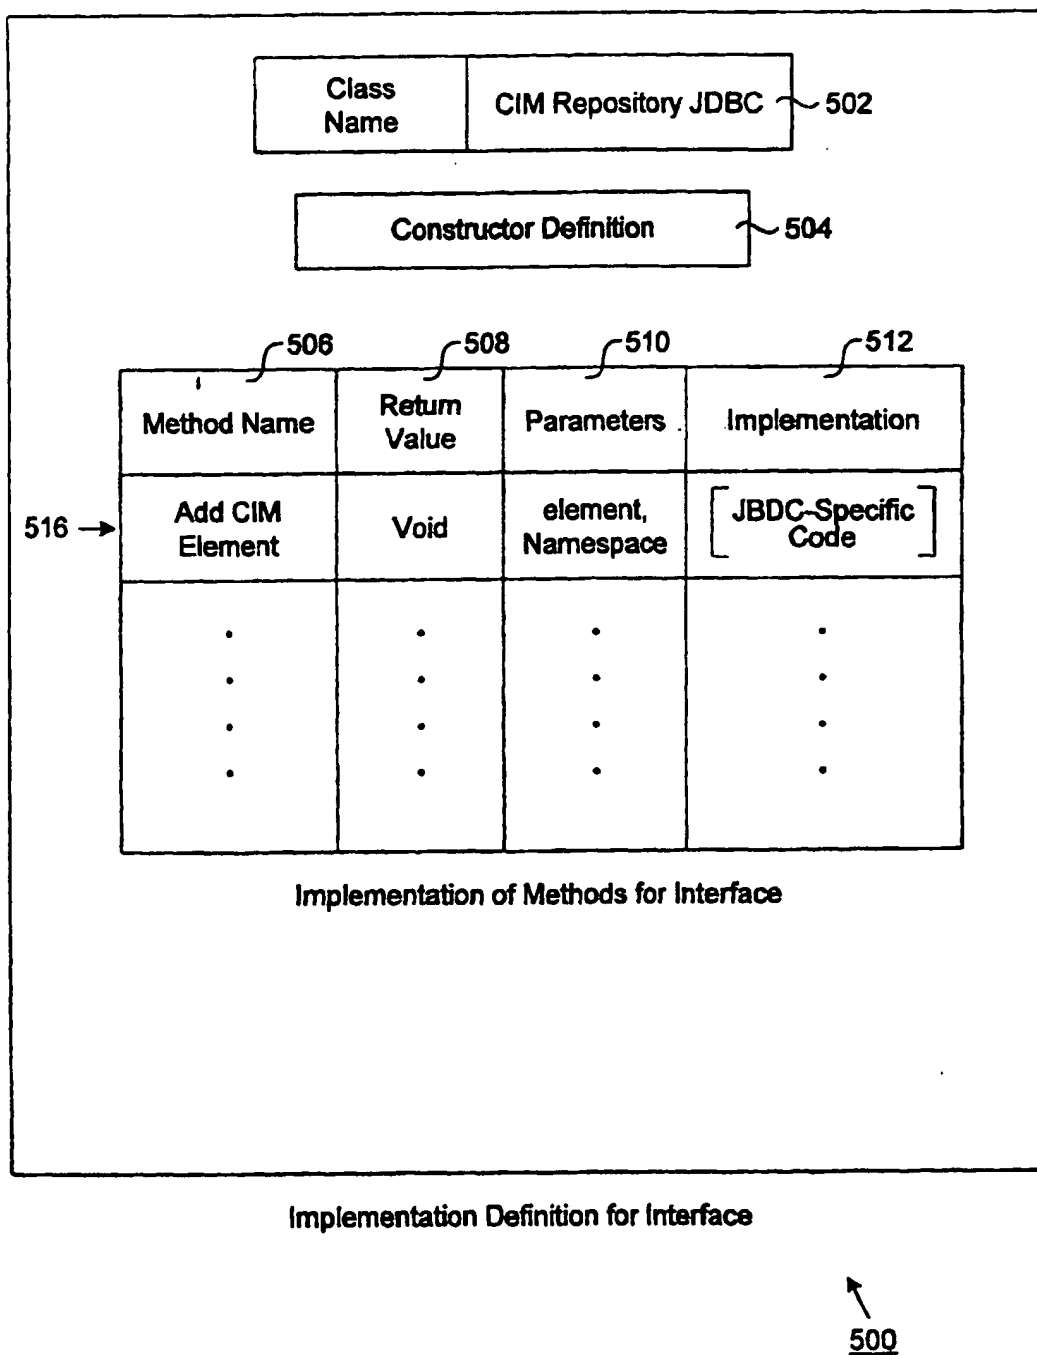 Class
Name
CIM Repository JDBC
502
Constructor Definition
504
506
508
510
512
Method Name
Return
Value
Parameters
Implementation
516
Add CIM
Element
Void
element,
Namespace
JBDC-Specific
Code
Implementation of Methods for Interface
Implementation Definition for Interface
500